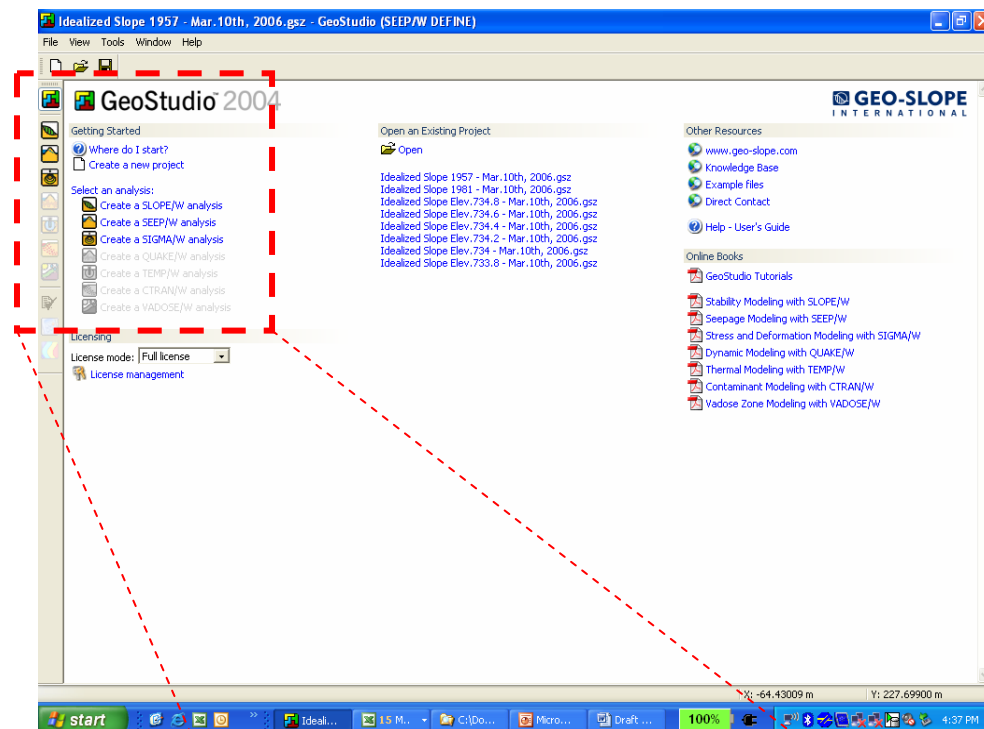 Idealized Slope 1957 - Mar.10th, 2006.gsz - GeoStudio (SEEP/W DEFINE)
File View Tools Window Help
GeoStudio 2004
GEO-SLOPE
INTERNATIONAL
Getting Started
Where do I start?
Create a new project
Select an analysis:
Create a SLOPE/W analysis
Create a SEEP/W analysis
Create a SIGMA/W analysis
Create a QUAKE/W analysis
Create a TEMP/W analysis
Create a CTRAN/W analysis
Create a VADOSE/W analysis
Licensing
License mode: Full license
License management
Open an Existing Project
Open
Idealized Slope 1957 - Mar.10th, 2006.gsz
Idealized Slope 1981 - Mar.10th, 2006.gsz
Idealized Slope Elev.734.8 - Mar.10th, 2006.gsz
Idealized Slope Elev.734.6 - Mar.10th, 2006.gsz
Idealized Slope Elev.734.4 - Mar.10th, 2006.gsz
Idealized Slope Elev.734.2 - Mar.10th, 2006.gsz
Idealized Slope Elev.734 - Mar.10th, 2006.gsz
Idealized Slope Elev.733.8 - Mar.10th, 2006.gsz
Other Resources
www.geo-slope.com
Knowledge Base
Example files
Direct Contact
Help - User's Guide
Online Books
GeoStudio Tutorials
Stability Modeling with SLOPE/W
Seepage Modeling with SEEP/W
Stress and Deformation Modeling with SIGMA/W
Dynamic Modeling with QUAKE/W
Thermal Modeling with TEMP/W
Contaminant Modeling with CTRAN/W
Vadose Zone Modeling with VADOSE/W
X: -64.43009 m Y: 227.69900 m
start » Ideali... 15 M... C:\Do... Micro... Draft ... 100% 4:37 PM